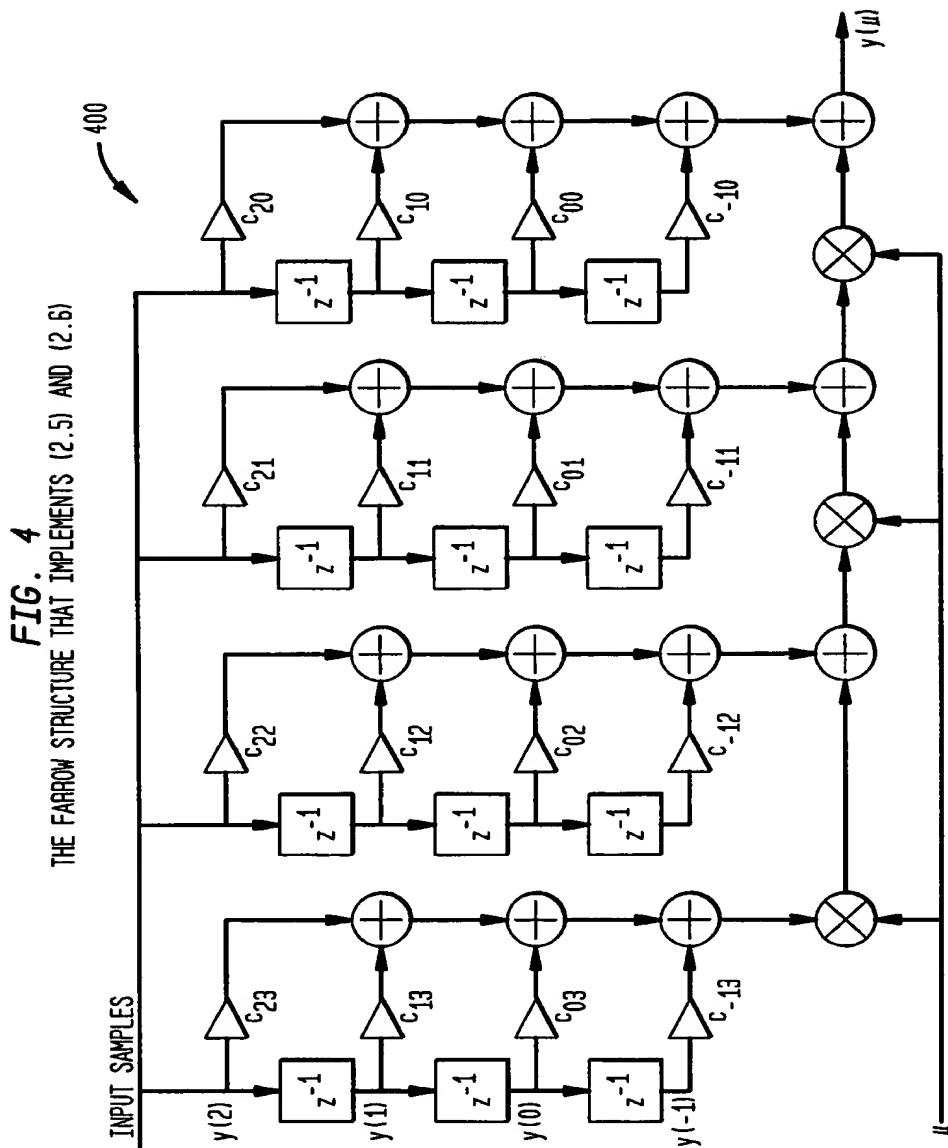 FIG. 4
THE FARROW STRUCTURE THAT IMPLEMENTS (2.5) AND (2.6)
400
INPUT SAMPLES
y(2)
C23
C22
C21
C20
z-1
z-1
z-1
z-1
y(1)
C13
C12
C11
C10
z-1
z-1
z-1
z-1
y(0)
C03
C02
C01
C00
z-1
z-1
z-1
z-1
y(-1)
C-13
C-12
C-11
C-10
y(μ)
μ